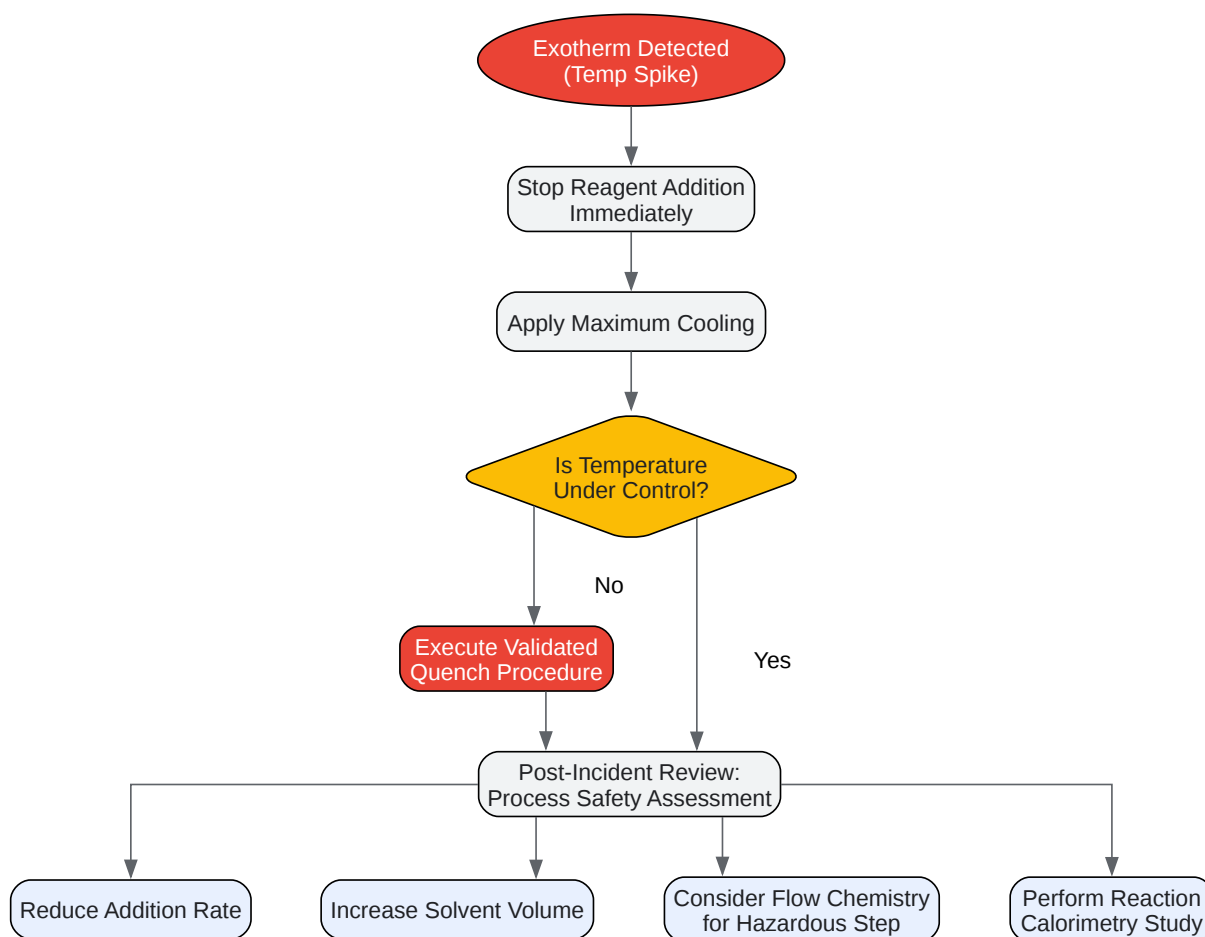 Exotherm Detected
(Temp Spike)
Stop Reagent Addition
Immediately
Apply Maximum Cooling
Is Temperature
Under Control?
No
Execute Validated
Quench Procedure
Yes
Post-Incident Review:
Process Safety Assessment
Reduce Addition Rate
Increase Solvent Volume
Consider Flow Chemistry
for Hazardous Step
Perform Reaction
Calorimetry Study